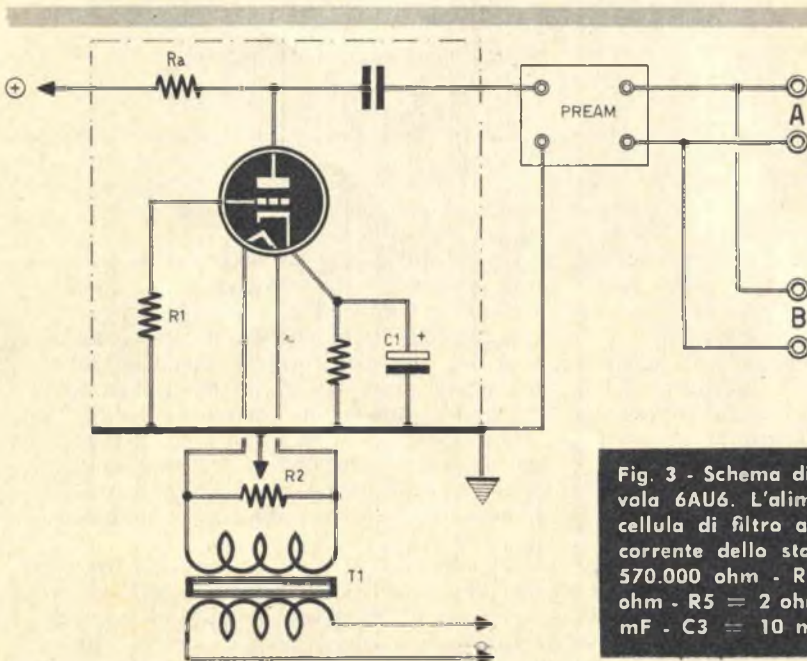 Ra
+
PREAM
A
B
R1
C1 +
R2
T1
Fig. 3 - Schema di
vola 6AU6. L'alim
cellula di filtro a
corrente dello sta
570.000 ohm - R
ohm - R5 = 2 ohm
mF - C3 = 10 m